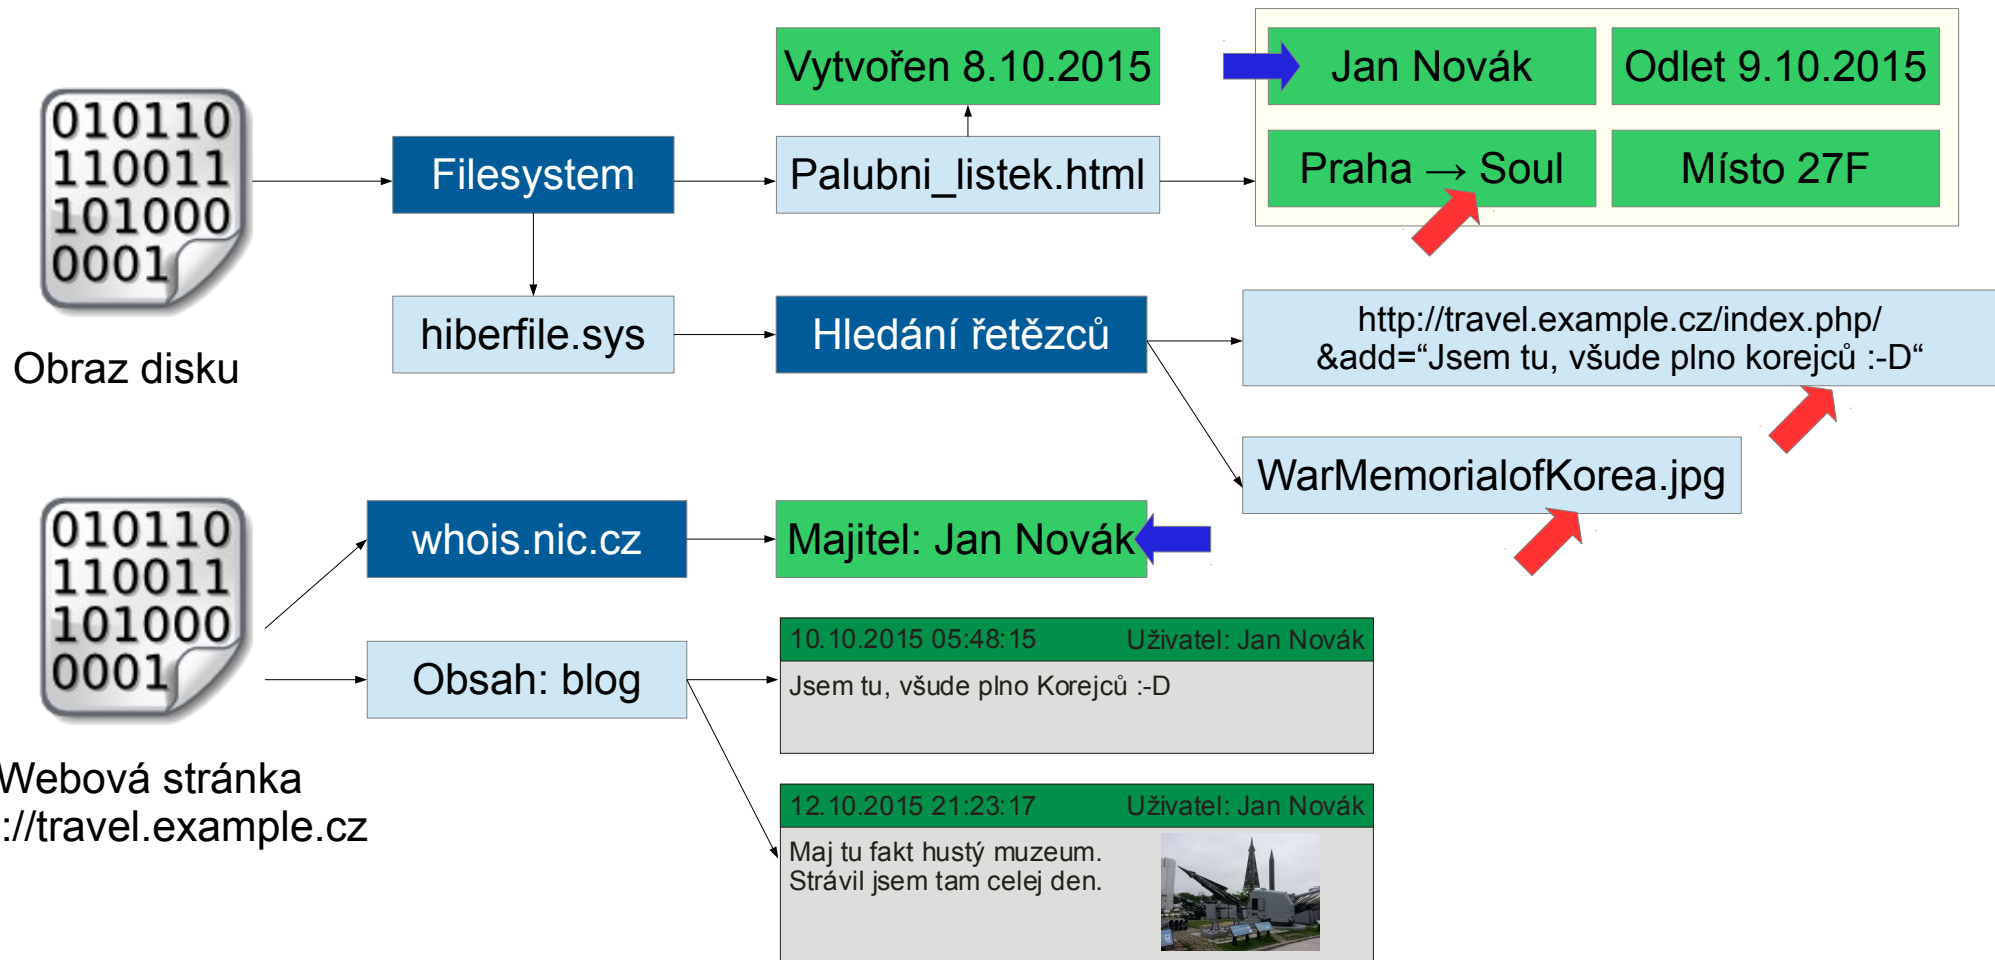 010110
110011
101000
0001
Obraz disku
Filesystem
Vytvořen 8.10.2015
Palubni_listek.html
Jan Novák
Odlet 9.10.2015
Praha → Soul
Místo 27F
hiberfile.sys
Hledání řetězců
http://travel.example.cz/index.php/
&add=“Jsem tu, všude plno korejců :-D“
WarMemorialofKorea.jpg
010110
110011
101000
0001
Webová stránka
://travel.example.cz
whois.nic.cz
Majitel: Jan Novák
Obsah: blog
10.10.2015 05:48:15 Uživatel: Jan Novák
Jsem tu, všude plno Korejců :-D
12.10.2015 21:23:17 Uživatel: Jan Novák
Maj tu fakt hustý muzeum.
Strávil jsem tam celej den.